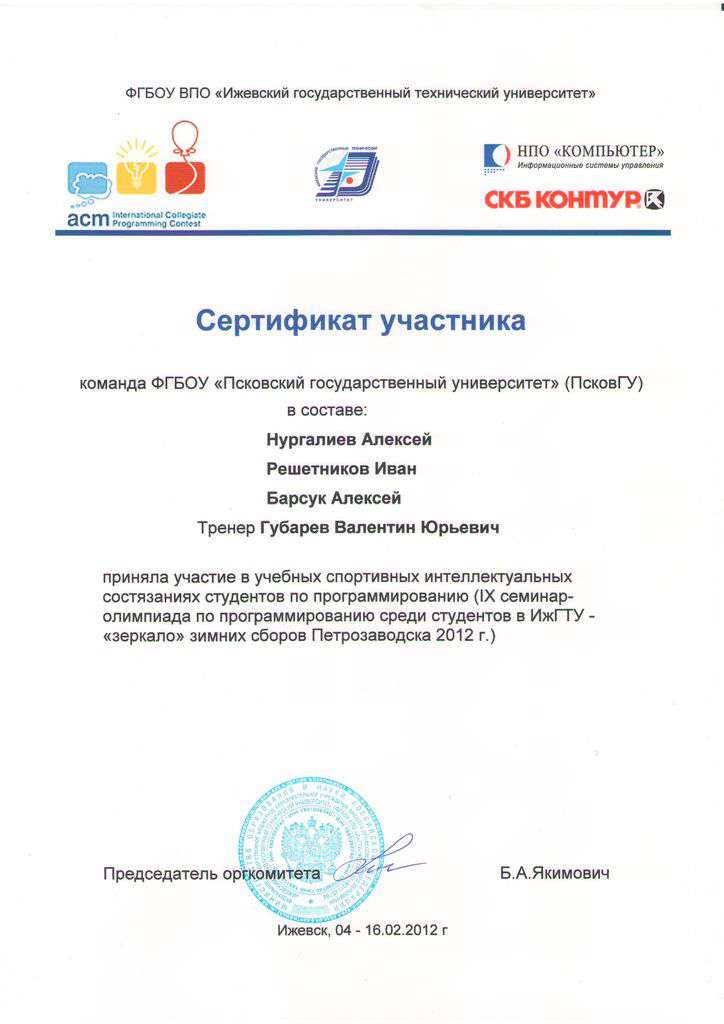 ФГБОУ ВПО «Ижевский государственный технический университет»
acm International Collegiate
Programming Contest
НПО «КОМПЬЮТЕР»
Информационные системы управления
СКБ КОНТУР
Сертификат участника
команда ФГБОУ «Псковский государственный университет» (ПсковГУ)
в составе:
Нургалиев Алексей
Решетников Иван
Барсук Алексей
Тренер Губарев Валентин Юрьевич
приняла участие в учебных спортивных интеллектуальных
состязаниях студентов по программированию (IX семинар-
олимпиада по программированию среди студентов в ИжГТУ -
«зеркало» зимних сборов Петрозаводска 2012 г.)
Председатель оргкомитета
Б.А.Якимович
Ижевск, 04 - 16.02.2012 г